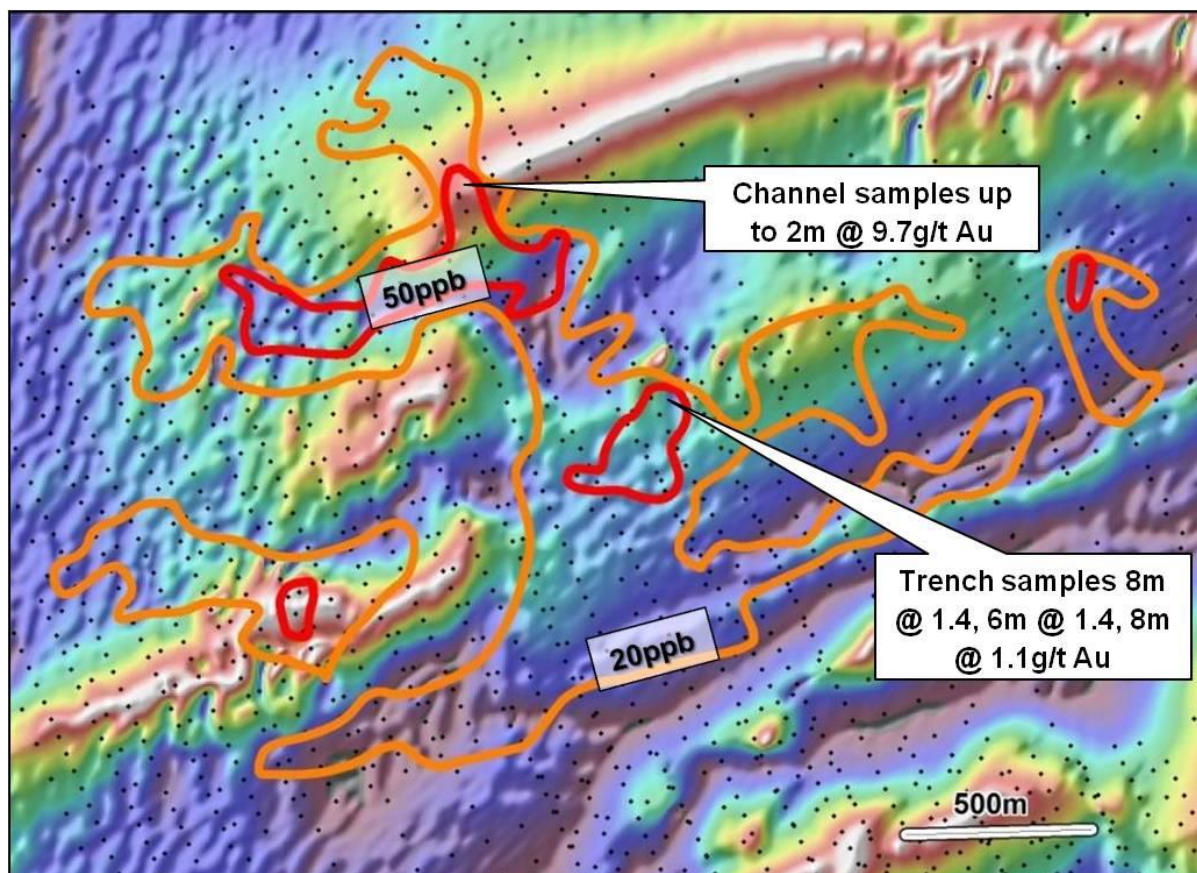 Channel samples up
to 2m @ 9.7g/t Au
50ppb
Trench samples 8m
@ 1.4, 6m @ 1.4, 8m
@ 1.1g/t Au
20ppb
500m